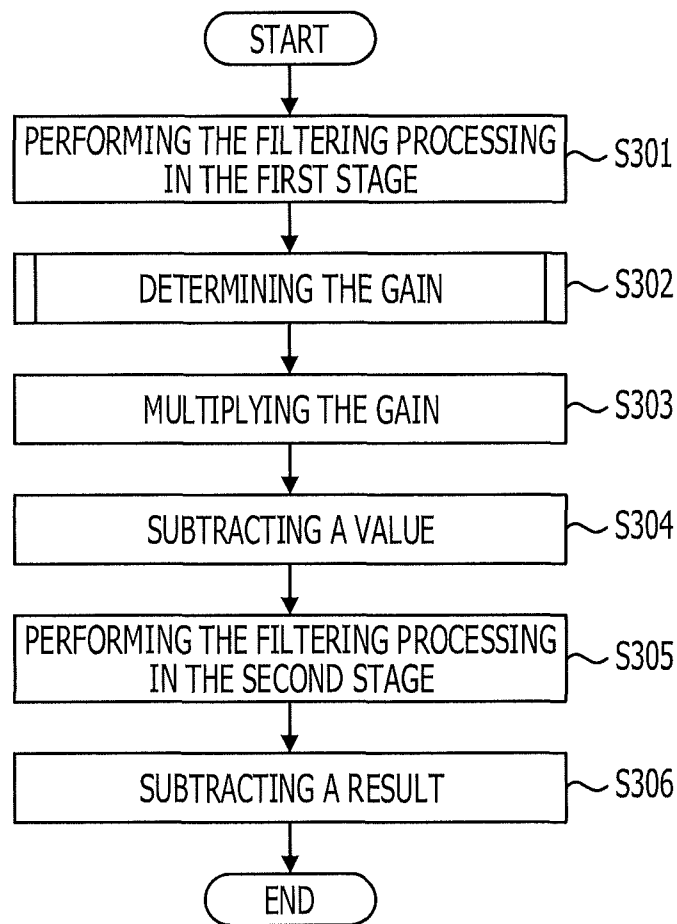 START
PERFORMING THE FILTERING PROCESSING
IN THE FIRST STAGE
S301
DETERMINING THE GAIN
S302
MULTIPLYING THE GAIN
S303
SUBTRACTING A VALUE
S304
PERFORMING THE FILTERING PROCESSING
IN THE SECOND STAGE
S305
SUBTRACTING A RESULT
S306
END